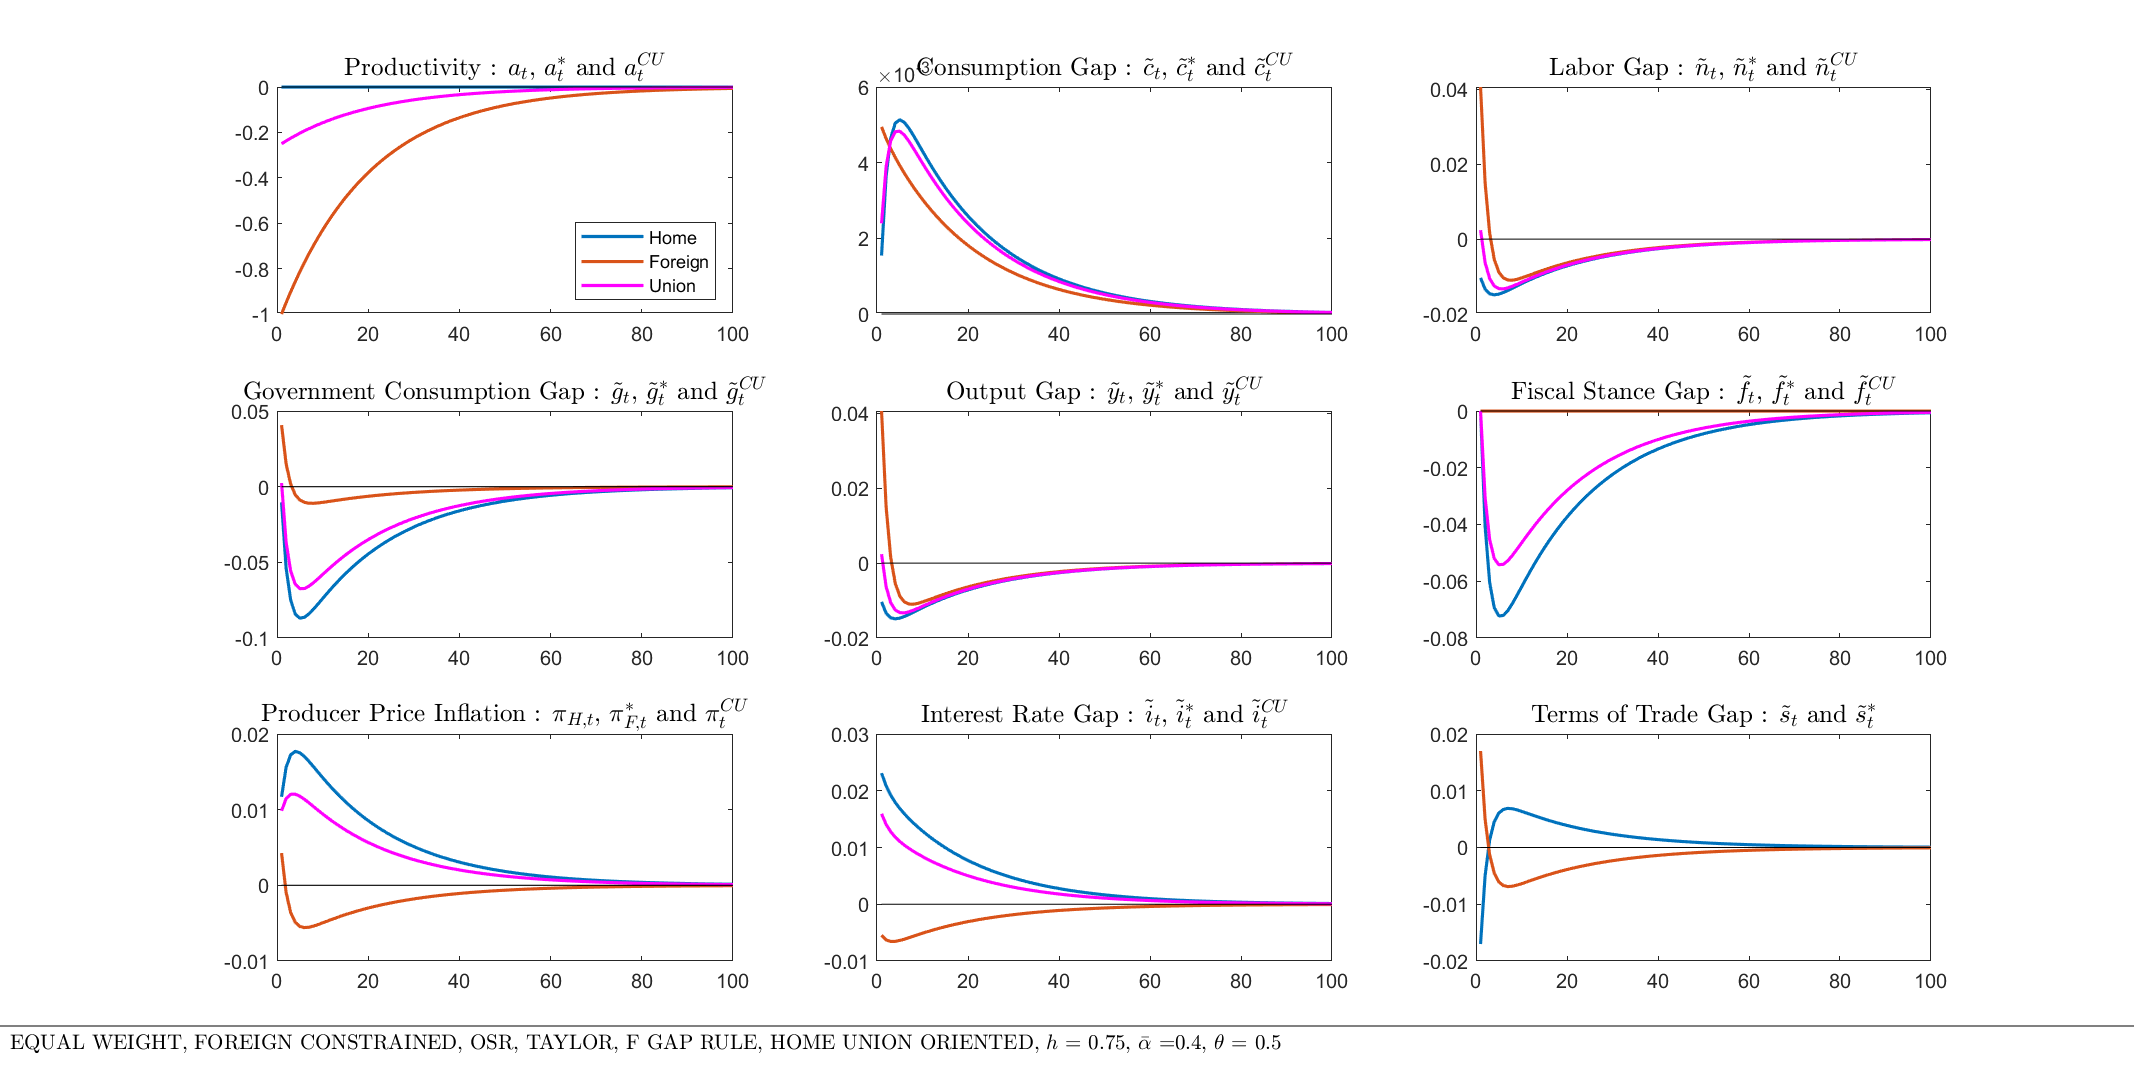 Productivity : a_t, a_t^* and a_t^{CU}
0
-0.2
-0.4
-0.6
-0.8
-1
0 20 40 60 80 100
Home
Foreign
Union
Consumption Gap : c̃_t, c̃_t^* and c̃_t^{CU}
×10
6
4
2
0
0 20 40 60 80 100
Labor Gap : ñ_t, ñ_t^* and ñ_t^{CU}
0.04
0.02
0
-0.02
0 20 40 60 80 100
Government Consumption Gap : g̃_t, g̃_t^* and g̃_t^{CU}
0.05
0
-0.05
-0.1
0 20 40 60 80 100
Output Gap : ỹ_t, ỹ_t^* and ỹ_t^{CU}
0.04
0.02
0
-0.02
0 20 40 60 80 100
Fiscal Stance Gap : f̃_t, f̃_t^* and f̃_t^{CU}
0
-0.02
-0.04
-0.06
-0.08
0 20 40 60 80 100
Producer Price Inflation : π_{H,t}, π_{F,t}^* and π_t^{CU}
0.02
0.01
0
-0.01
0 20 40 60 80 100
Interest Rate Gap : ĩ_t, ĩ_t^* and ĩ_t^{CU}
0.03
0.02
0.01
0
-0.01
0 20 40 60 80 100
Terms of Trade Gap : s̃_t and s̃_t^*
0.02
0.01
0
-0.01
-0.02
0 20 40 60 80 100
EQUAL WEIGHT, FOREIGN CONSTRAINED, OSR, TAYLOR, F GAP RULE, HOME UNION ORIENTED, h = 0.75, ᾱ =0.4, θ = 0.5